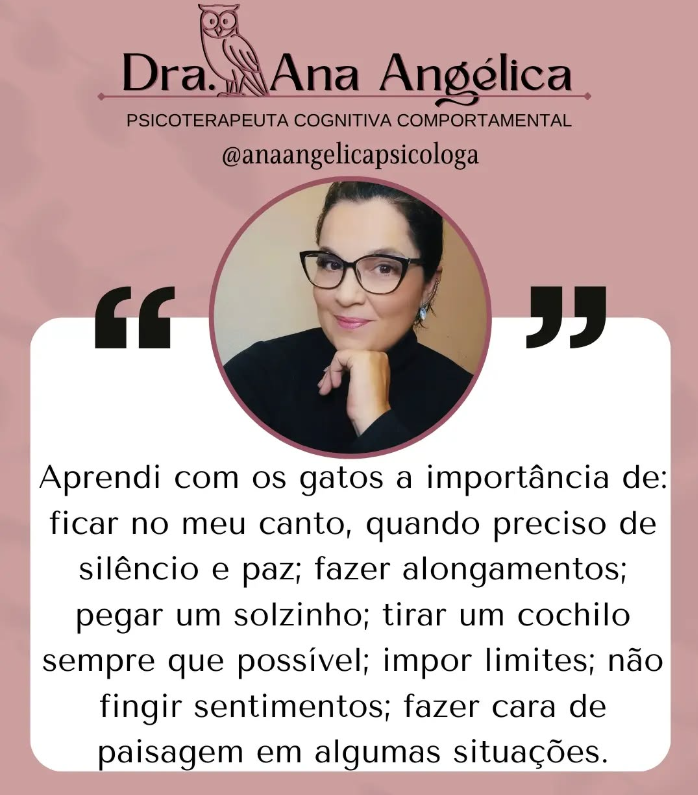 Dra. Ana Angélica
PSICOTERAPEUTA COGNITIVA COMPORTAMENTAL
@anaangelicapsicologa
“ ”
Aprendi com os gatos a importância de:
ficar no meu canto, quando preciso de
silêncio e paz; fazer alongamentos;
pegar um solzinho; tirar um cochilo
sempre que possível; impor limites; não
fingir sentimentos; fazer cara de
paisagem em algumas situações.